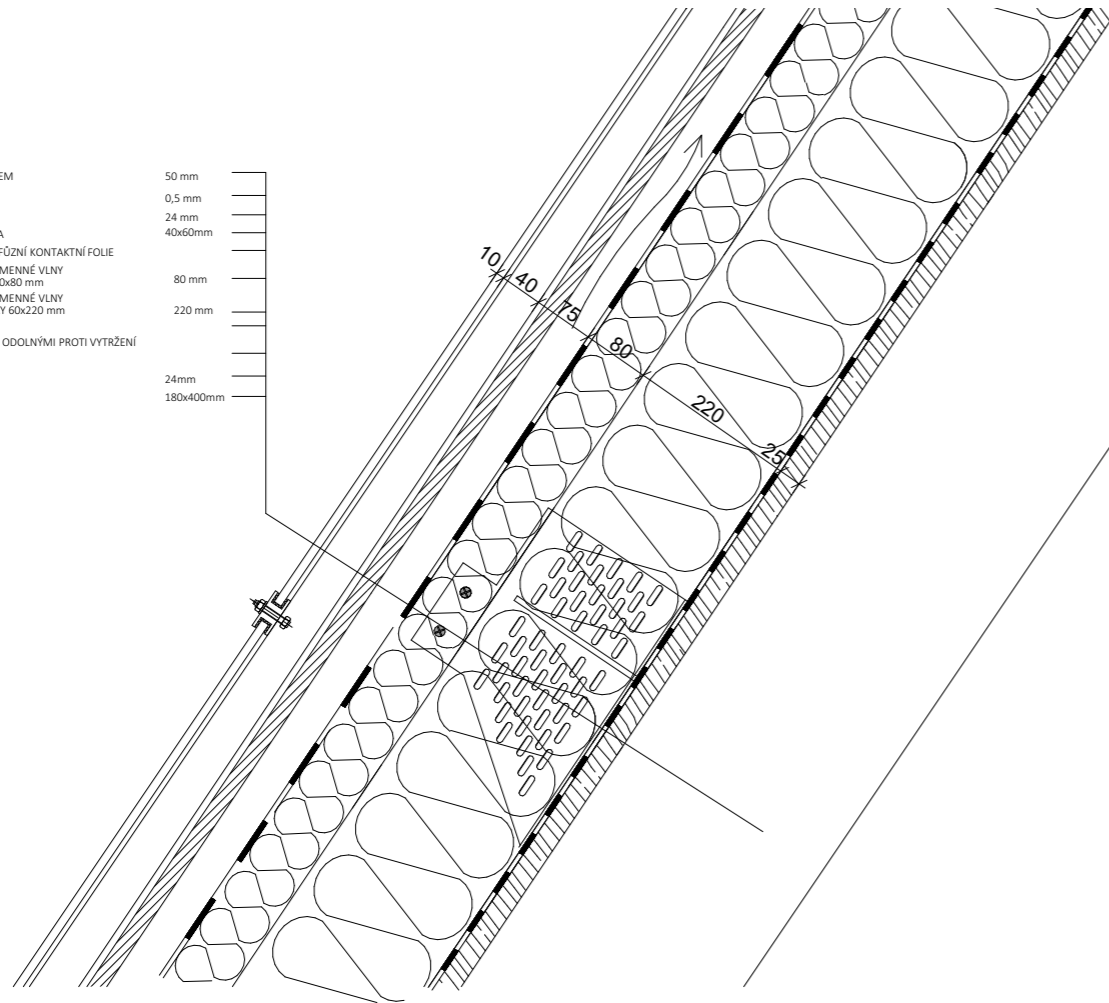 EM 50 mm
0,5 mm
24 mm
A 40x60mm
FŮZNÍ KONTAKTNÍ FOLIE
MENNÉ VLNY
0x80 mm 80 mm
MENNÉ VLNY
Y 60x220 mm 220 mm
ODOLNÝMI PROTI VYTRŽENÍ
24mm
180x400mm
10
40
75
80
220
25